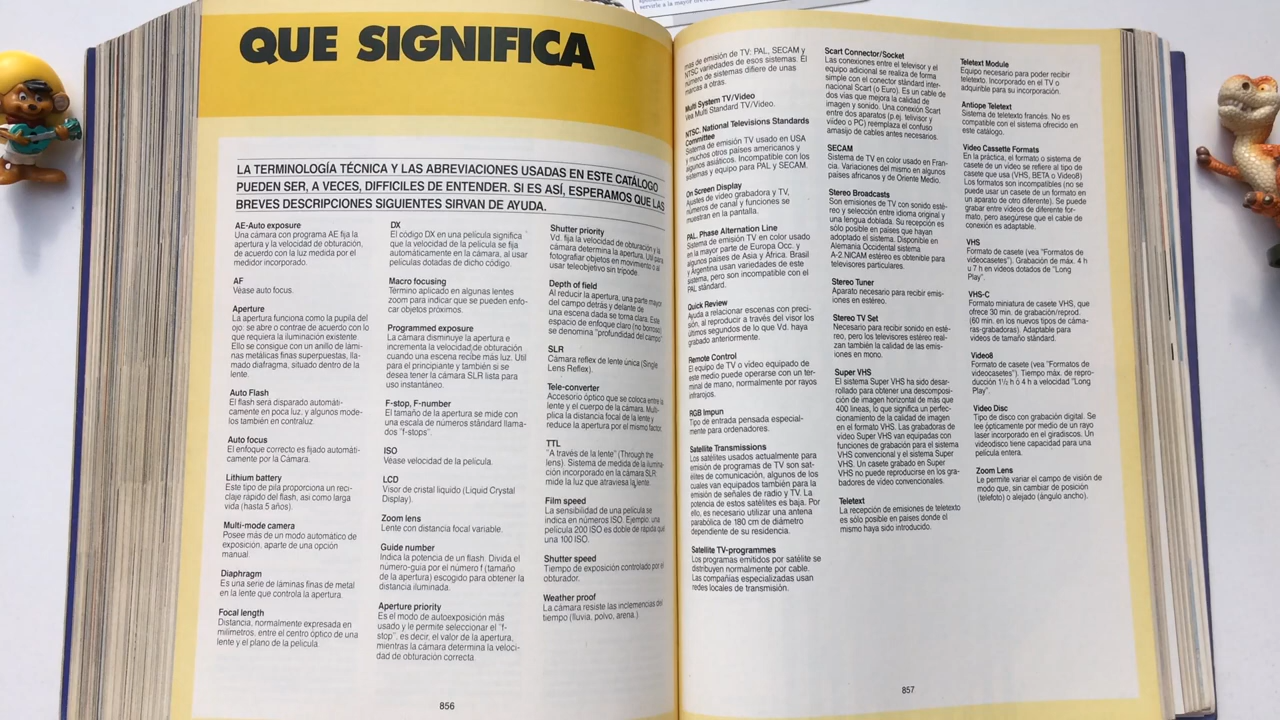 QUE SIGNIFICA
LA TERMINOLOGÍA TÉCNICA Y LAS ABREVIACIONES USADAS EN ESTE CATÁLOGO
PUEDEN SER, A VECES, DIFFICILES DE ENTENDER. SI ES ASÍ, ESPERAMOS QUE LAS
BREVES DESCRIPCIONES SIGUIENTES SIRVAN DE AYUDA.
AE-Auto exposure
Una cámara con programa AE fija la
apertura y la velocidad de obturación,
de acuerdo con la luz medida por el
medidor incorporado.
AF
Véase auto focus.
Aperture
La apertura funciona como la pupila del
ojo: se abre o contrae de acuerdo con lo
que requiera la iluminación existente
Ello se consigue con un anillo de lámi-
nas metálicas finas superpuestas, lla-
mado diafragma, situado dentro de la
lente.
Auto Flash
El flash será disparado automáti-
camente en poca luz, y algunos mode-
los también en contraluz.
Auto focus
El enfoque correcto es fijado automáti-
camente por la Cámara.
Lithium battery
Este tipo de pila proporciona un reci-
claje rápido del flash, así como larga
vida (hasta 5 años).
Multi-mode camera
Posee más de un modo automático de
exposición, aparte de una opción
manual
Diaphragm
Es una serie de láminas finas de metal
en la lente que controla la apertura.
Focal length
Distancia, normalmente expresada en
milímetros, entre el centro óptico de una
lente y el plano de la película.
DX
El código DX en una película significa
que la velocidad de la película se fija
automáticamente en la cámara, al usar
películas dotadas de dicho código.
Macro focusing
Término aplicado en algunas lentes
zoom para indicar que se pueden enfo-
car objetos próximos.
Programmed exposure
La cámara disminuye la apertura e
incrementa la velocidad de obturación
cuando una escena recibe más luz. Util
para el principiante y también si se
desea tener la cámara SLR lista para
uso instantáneo.
F-stop, F-number
El tamaño de la apertura se mide con
una escala de números stándard llama-
dos "f-stops".
ISO
Véase velocidad de la película.
LCD
Visor de cristal líquido (Liquid Crystal
Display).
Zoom lens
Lente con distancia focal variable.
Guide number
Indica la potencia de un flash. Divida el
número-guía por el número f (tamaño
de la apertura) escogido para obtener la
distancia iluminada.
Aperture priority
Es el modo de autoexposición más
usado y le permite seleccionar el "f-
stop", es decir, el valor de la apertura,
mientras la cámara determina la veloci-
dad de obturación correcta.
Shutter priority
Vd. fija la velocidad de obturación y la
cámara determina la apertura. Util para
fotografiar objetos en movimiento o al
usar teleobjetivo sin trípode.
Depth of field
Al reducir la apertura, una parte mayor
del campo detrás y delante de
una escena dada se torna clara. Este
espacio de enfoque claro (no borroso)
se denomina "profundidad del campo"
SLR
Cámara reflex de lente única (Single
Lens Reflex).
Tele-converter
Accesorio óptico que se coloca entre la
lente y el cuerpo de la cámara. Multi-
plica la distancia focal de la lente y
reduce la apertura por el mismo factor.
TTL
"A través de la lente" (Through the
lens). Sistema de medida de la ilumina-
ción incorporado en la cámara SLR
mide la luz que atraviesa la lente.
Film speed
La sensibilidad de una película se
indica en números ISO. Ejemplo: una
película 200 ISO es doble de rápida que
una 100 ISO.
Shutter speed
Tiempo de exposición controlado por el
obturador.
Weather proof
La cámara resiste las inclemencias del
tiempo (lluvia, polvo, arena.)
856
mas de emisión de TV: PAL, SECAM y
NTSC variedades de esos sistemas. El
número de sistemas difiere de unas
marcas a otras.
Multi System TV/Video
Vea Multi Standard TV/Video.
NTSC. National Televisions Standards
Committee
Sistema de emisión TV usado en USA
y muchos otros países americanos y
algunos asiáticos. Incompatible con los
sistemas y equipo para PAL y SECAM.
On Screen Display
Ajustes de vídeo grabadora y TV,
números de canal y funciones se
muestran en la pantalla.
PAL. Phase Alternation Line
Sistema de emisión TV en color usado
en la mayor parte de Europa Occ. y
algunos países de Asia y Africa. Brasil
y Argentina usan variedades de este
sistema, pero son incompatible con el
PAL stándard.
Quick Review
Ayuda a relacionar escenas con preci-
sión, al reproducir a través del visor los
últimos segundos de lo que Vd. haya
grabado anteriormente.
Remote Control
El equipo de TV o vídeo equipado de
este medio puede operarse con un ter-
minal de mano, normalmente por rayos
infrarojos.
RGB Impun
Tipo de entrada pensada especial-
mente para ordenadores.
Satellite Transmissions
Los satélites usados actualmente para
emisión de programas de TV son sat-
élites de comunicación, algunos de los
cuales van equipados también para la
emisión de señales de radio y TV. La
potencia de estos satélites es baja. Por
ello, es necesario utilizar una antena
parabólica de 180 cm de diámetro
dependiente de su residencia.
Satellite TV-programmes
Los programas emitidos por satélite se
distribuyen normalmente por cable.
Las compañías especializadas usan
redes locales de transmisión.
Scart Connector/Socket
Las conexiones entre el televisor y el
equipo adicional se realiza de forma
simple con el conector stándard inter-
nacional Scart (o Euro). Es un cable de
dos vías que mejora la calidad de
imagen y sonido. Una conexión Scart
entre dos aparatos (p.ej. telivisor y
viídeo o PC) reemplaza el confuso
amasijo de cables antes necesarios.
SECAM
Sistema de TV en color usado en Fran-
cia. Variaciones del mismo en algunos
países africanos y de Oriente Medio.
Stereo Broadcasts
Son emisiones de TV con sonido esté-
reo y selección entre idioma original y
una lengua doblada. Su recepción es
sólo posible en países que hayan
adoptado el sistema. Disponible en
Alemania Occidental sistema
A-2.NICAM estéreo es obtenible para
televisores particulares.
Stereo Tuner
Aparato necesario para recibir emis-
iones en estéreo.
Stereo TV Set
Necesario para recibir sonido en esté-
reo, pero los televisores estéreo real-
zan también la calidad de las emis-
iones en mono.
Super VHS
El sistema Super VHS ha sido desar-
rollado para obtener una descomposi-
ción de imagen horizontal de más que
400 líneas, lo que significa un perfec-
cionamiento de la calidad de imagen
en el formato VHS. Las grabadoras de
vídeo Super VHS van equipadas con
funciones de grabación para el sistema
VHS convencional y el sistema Super
VHS. Un casete grabado en Super
VHS no puede reproducirse en los gra-
badores de vídeo convencionales.
Teletext
La recepción de emisiones de teletexto
es sólo posible en países donde el
mismo haya sido introducido.
Teletext Module
Equipo necesario para poder recibir
teletexto. Incorporado en el TV o
adquirible para su incorporación.
Antiope Teletext
Sistema de teletexto francés. No es
compatible con el sistema ofrecido en
este catálogo.
Video Cassette Formats
En la práctica, el formato o sistema de
casete de un vídeo se refiere al tipo de
casete que usa (VHS, BETA o Vídeo8)
Los formatos son incompatibles (no se
puede usar un casete de un formato en
un aparato de otro diferente). Se puede
grabar entre vídeos de diferente for-
mato, pero asegúrese que el cable de
conexión es adaptable.
VHS
Formato de casete (vea "Formatos de
videocasetes"). Grabación de máx. 4 h
u 7 h en vídeos dotados de "Long
Play".
VHS-C
Formato miniatura de casete VHS, que
ofrece 30 min. de grabación/reprod.
(60 min. en los nuevos tipos de cáma-
ras-grabadoras). Adaptable para
vídeos de tamaño stándard.
Video8
Formato de casete (vea "Formatos de
videocasetes"). Tiempo máx. de repro-
ducción 1½ h ó 4 h a velocidad "Long
Play".
Video Disc
Tipo de disco con grabación digital. Se
lee ópticamente por medio de un rayo
laser incorporado en el giradiscos. Un
videodisco tiene capacidad para una
película entera.
Zoom Lens
Le permite variar el campo de visión de
modo que, sin cambiar de posición
(telefoto) o alejado (ángulo ancho).
857